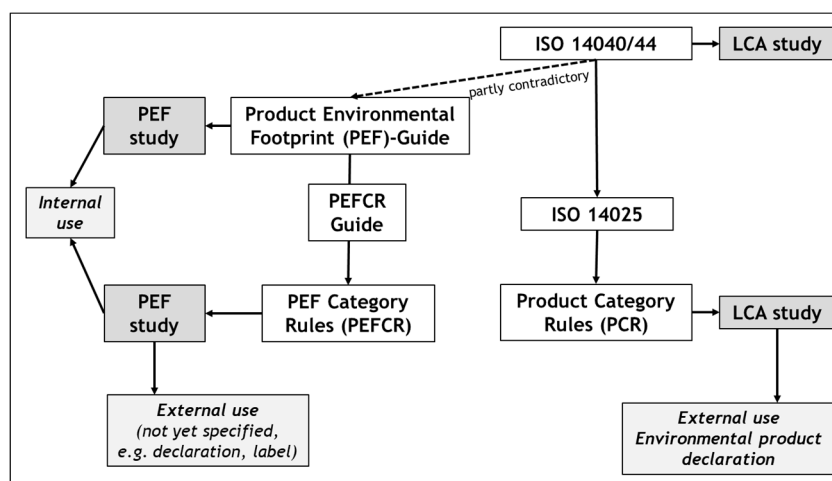 ISO 14040/44
LCA study
partly contradictory
PEF
study
Product Environmental
Footprint (PEF)-Guide
PEFCR
Guide
Internal
use
ISO 14025
PEF
study
PEF Category
Rules (PEFCR)
Product Category
Rules (PCR)
LCA study
External use
(not yet specified,
e.g. declaration, label)
External use
Environmental product
declaration